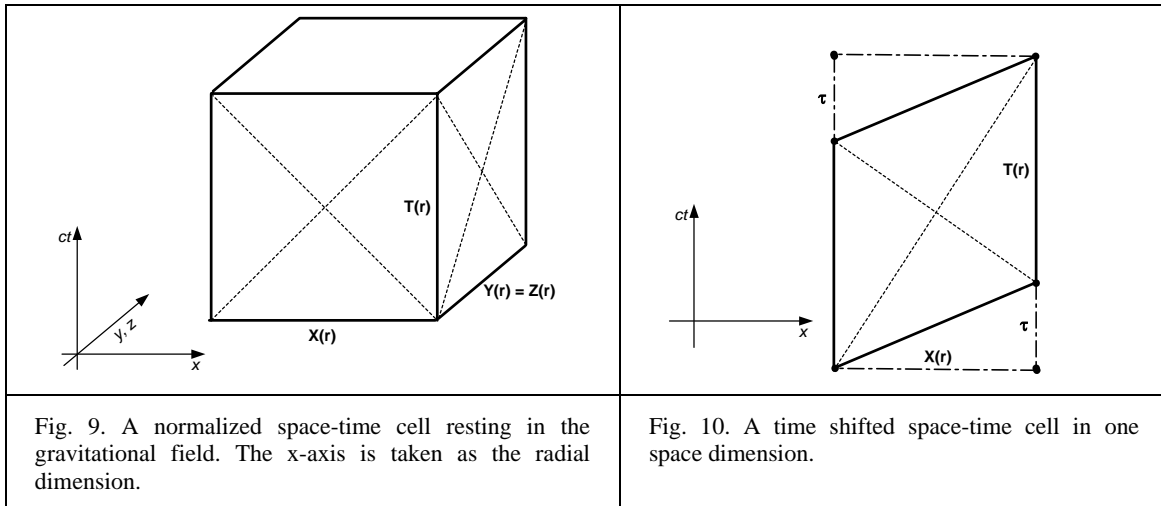 ct
y, z
x
T(r)
Y(r) = Z(r)
X(r)
Fig. 9. A normalized space-time cell resting in the
gravitational field. The x-axis is taken as the radial
dimension.
τ
T(r)
ct
x
τ
X(r)
Fig. 10. A time shifted space-time cell in one
space dimension.